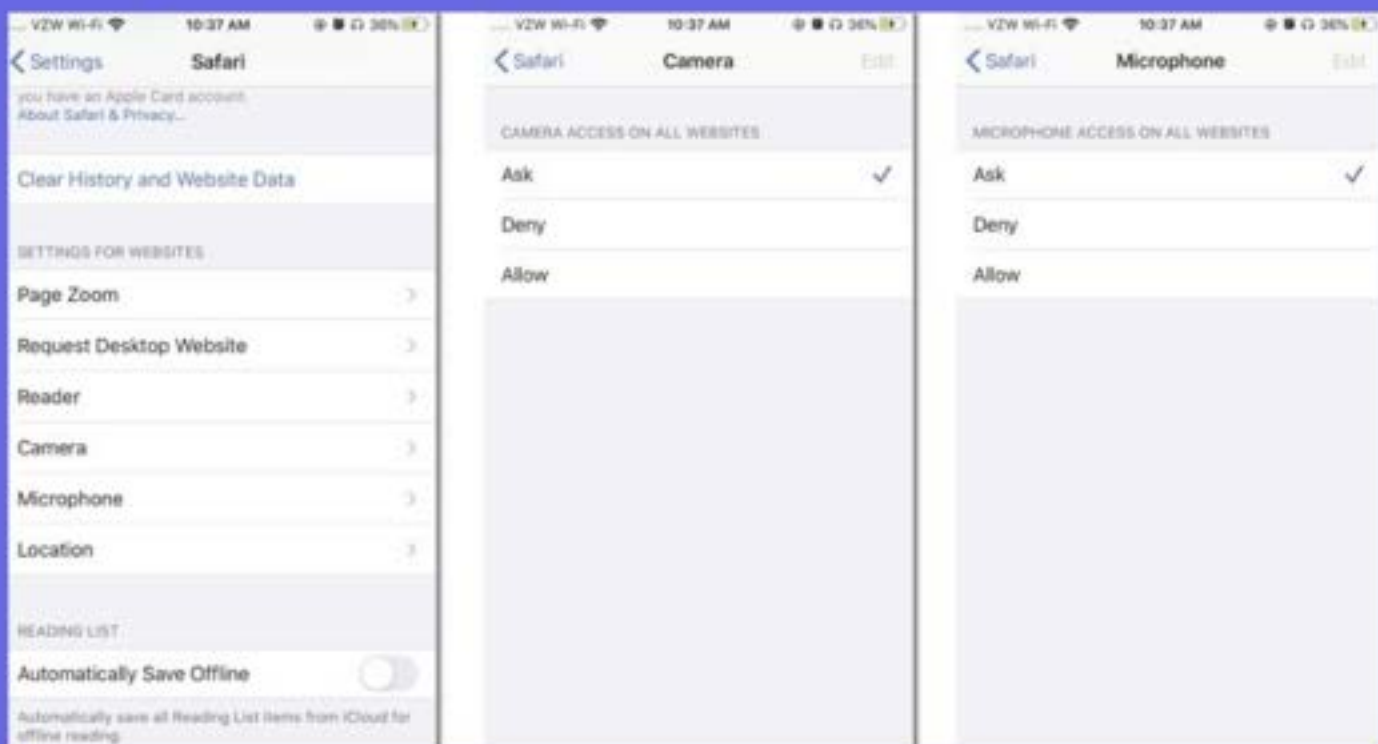 VZW Wi-Fi 10:37 AM 36%
Settings Safari
you have an Apple Card account.
About Safari & Privacy...
Clear History and Website Data
SETTINGS FOR WEBSITES
Page Zoom
Request Desktop Website
Reader
Camera
Microphone
Location
READING LIST
Automatically Save Offline
Automatically save all Reading List items from iCloud for
offline reading.
VZW Wi-Fi 10:37 AM 36%
Safari Camera Edit
CAMERA ACCESS ON ALL WEBSITES
Ask
Deny
Allow
VZW Wi-Fi 10:37 AM 36%
Safari Microphone Edit
MICROPHONE ACCESS ON ALL WEBSITES
Ask
Deny
Allow